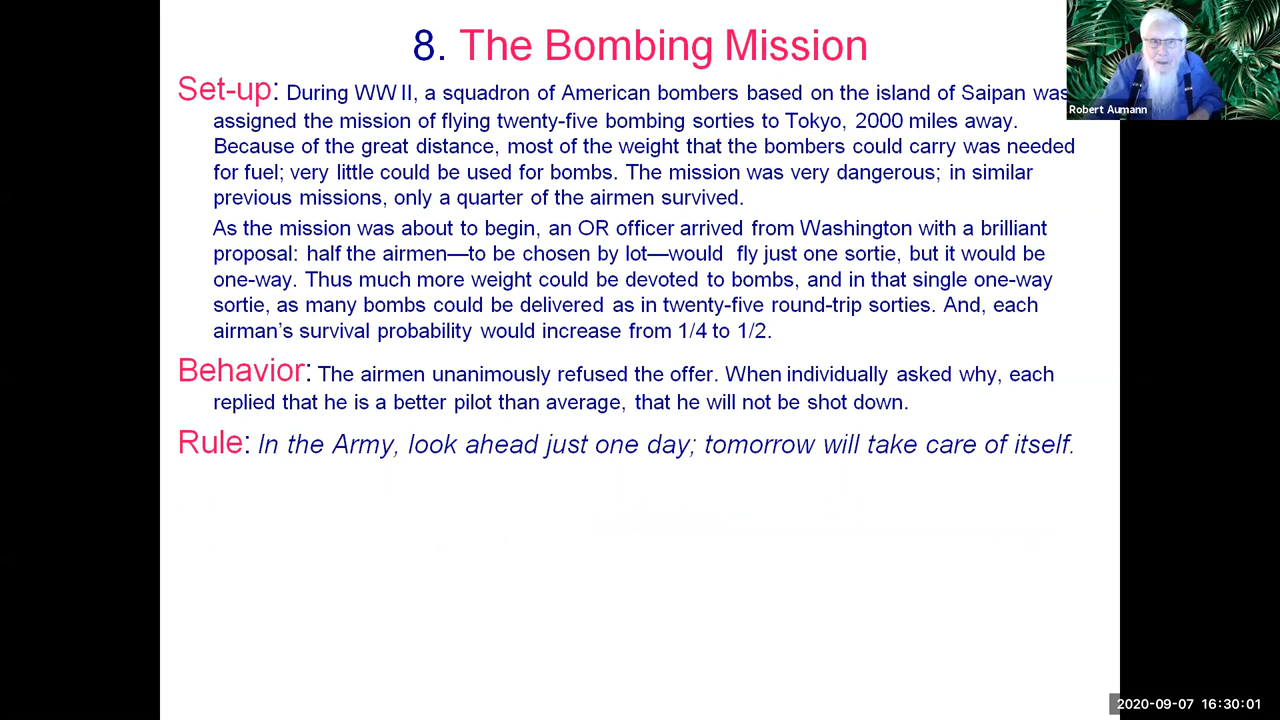 8. The Bombing Mission
Set-up: During WW II, a squadron of American bombers based on the island of Saipan was
assigned the mission of flying twenty-five bombing sorties to Tokyo, 2000 miles away.
Because of the great distance, most of the weight that the bombers could carry was needed
for fuel; very little could be used for bombs. The mission was very dangerous; in similar
previous missions, only a quarter of the airmen survived.
As the mission was about to begin, an OR officer arrived from Washington with a brilliant
proposal: half the airmen—to be chosen by lot—would fly just one sortie, but it would be
one-way. Thus much more weight could be devoted to bombs, and in that single one-way
sortie, as many bombs could be delivered as in twenty-five round-trip sorties. And, each
airman's survival probability would increase from 1/4 to 1/2.
Behavior: The airmen unanimously refused the offer. When individually asked why, each
replied that he is a better pilot than average, that he will not be shot down.
Rule: In the Army, look ahead just one day; tomorrow will take care of itself.
Robert Aumann
2020-09-07 16:30:01